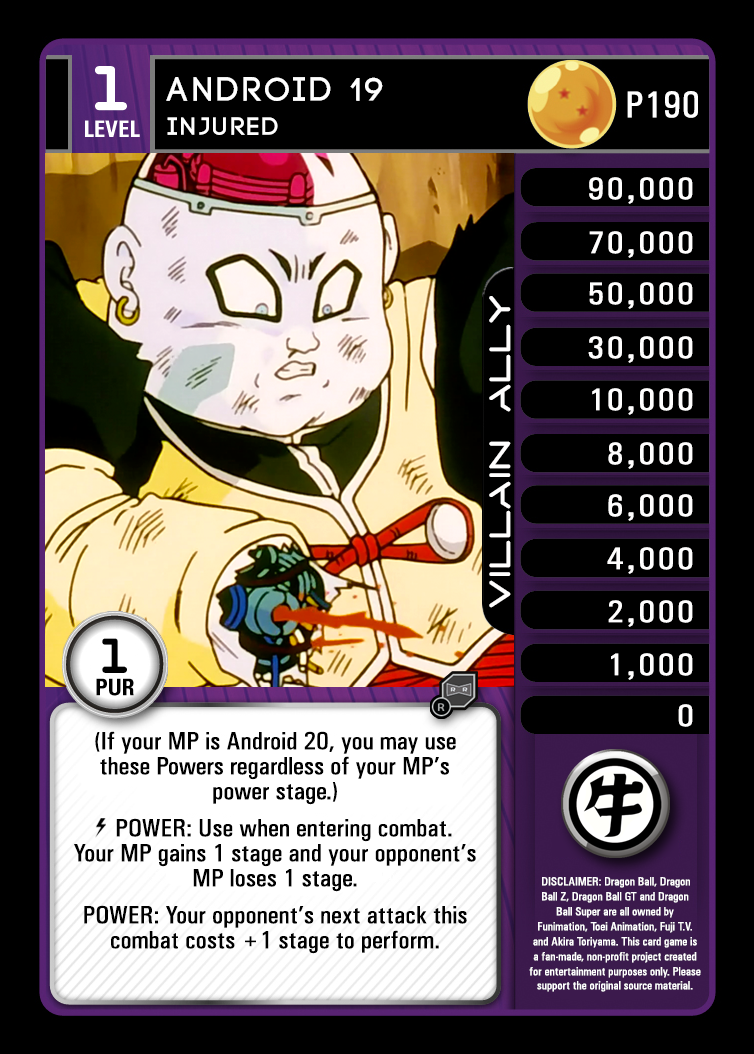 1
LEVEL
ANDROID 19
INJURED
P190
90,000
70,000
50,000
30,000
10,000
8,000
6,000
4,000
2,000
1,000
0
VILLAIN ALLY
1
PUR
R R
R
(If your MP is Android 20, you may use
these Powers regardless of your MP's
power stage.)
POWER: Use when entering combat.
Your MP gains 1 stage and your opponent's
MP loses 1 stage.
POWER: Your opponent's next attack this
combat costs +1 stage to perform.
牛
DISCLAIMER: Dragon Ball, Dragon
Ball Z, Dragon Ball GT and Dragon
Ball Super are all owned by
Funimation, Toei Animation, Fuji T.V.
and Akira Toriyama. This card game is
a fan-made, non-profit project created
for entertainment purposes only. Please
support the original source material.